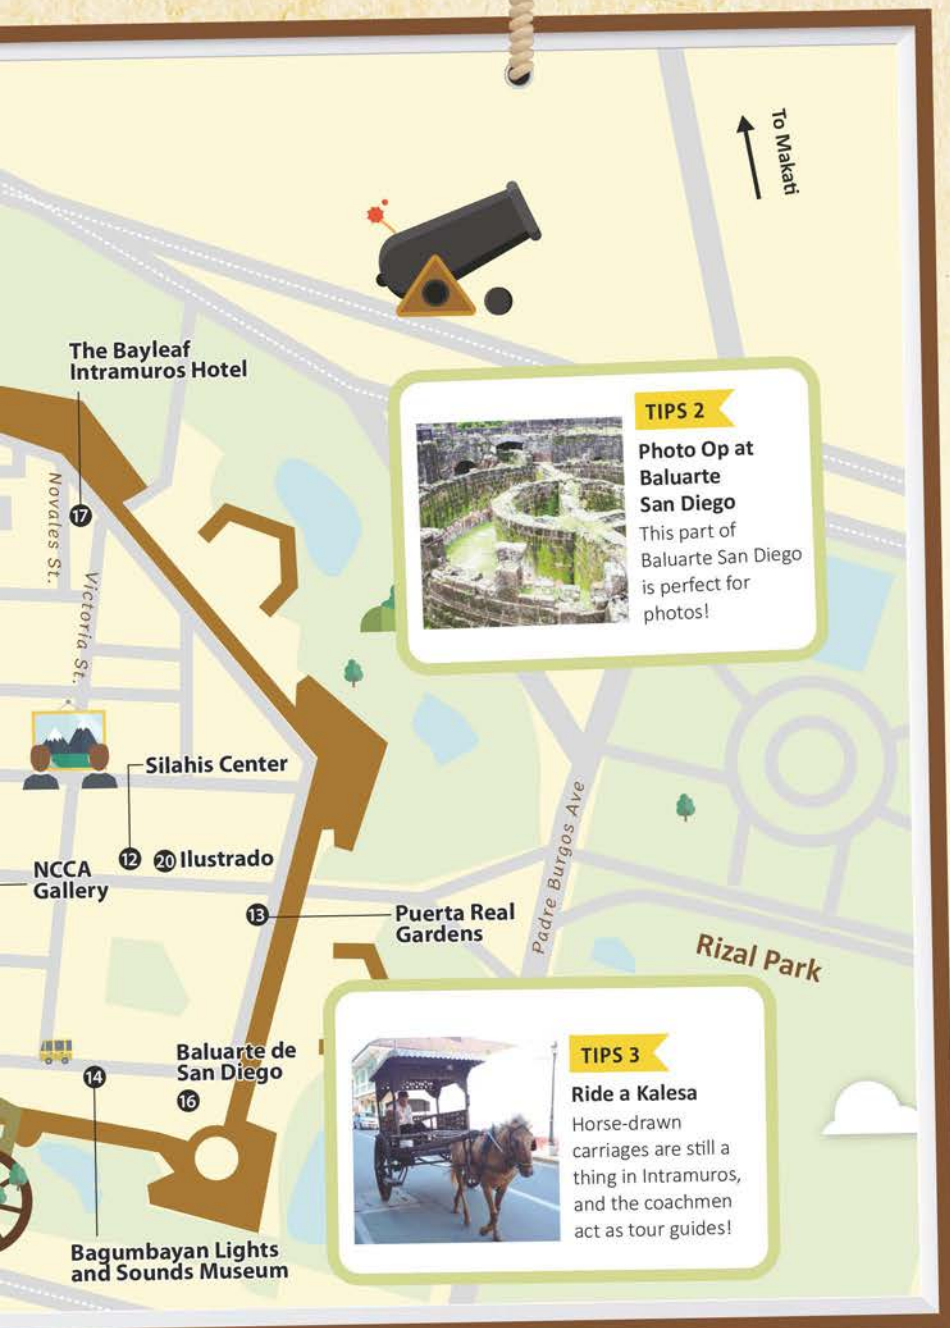 To Makati
The Bayleaf
Intramuros Hotel
17
Novales St.
Victoria St.
TIPS 2
Photo Op at
Baluarte
San Diego
This part of
Baluarte San Diego
is perfect for
photos!
Silahis Center
12
20 Ilustrado
NCCA
Gallery
13
Puerta Real
Gardens
Padre Burgos Ave
Rizal Park
Baluarte de
San Diego
16
14
Bagumbayan Lights
and Sounds Museum
TIPS 3
Ride a Kalesa
Horse-drawn
carriages are still a
thing in Intramuros,
and the coachmen
act as tour guides!